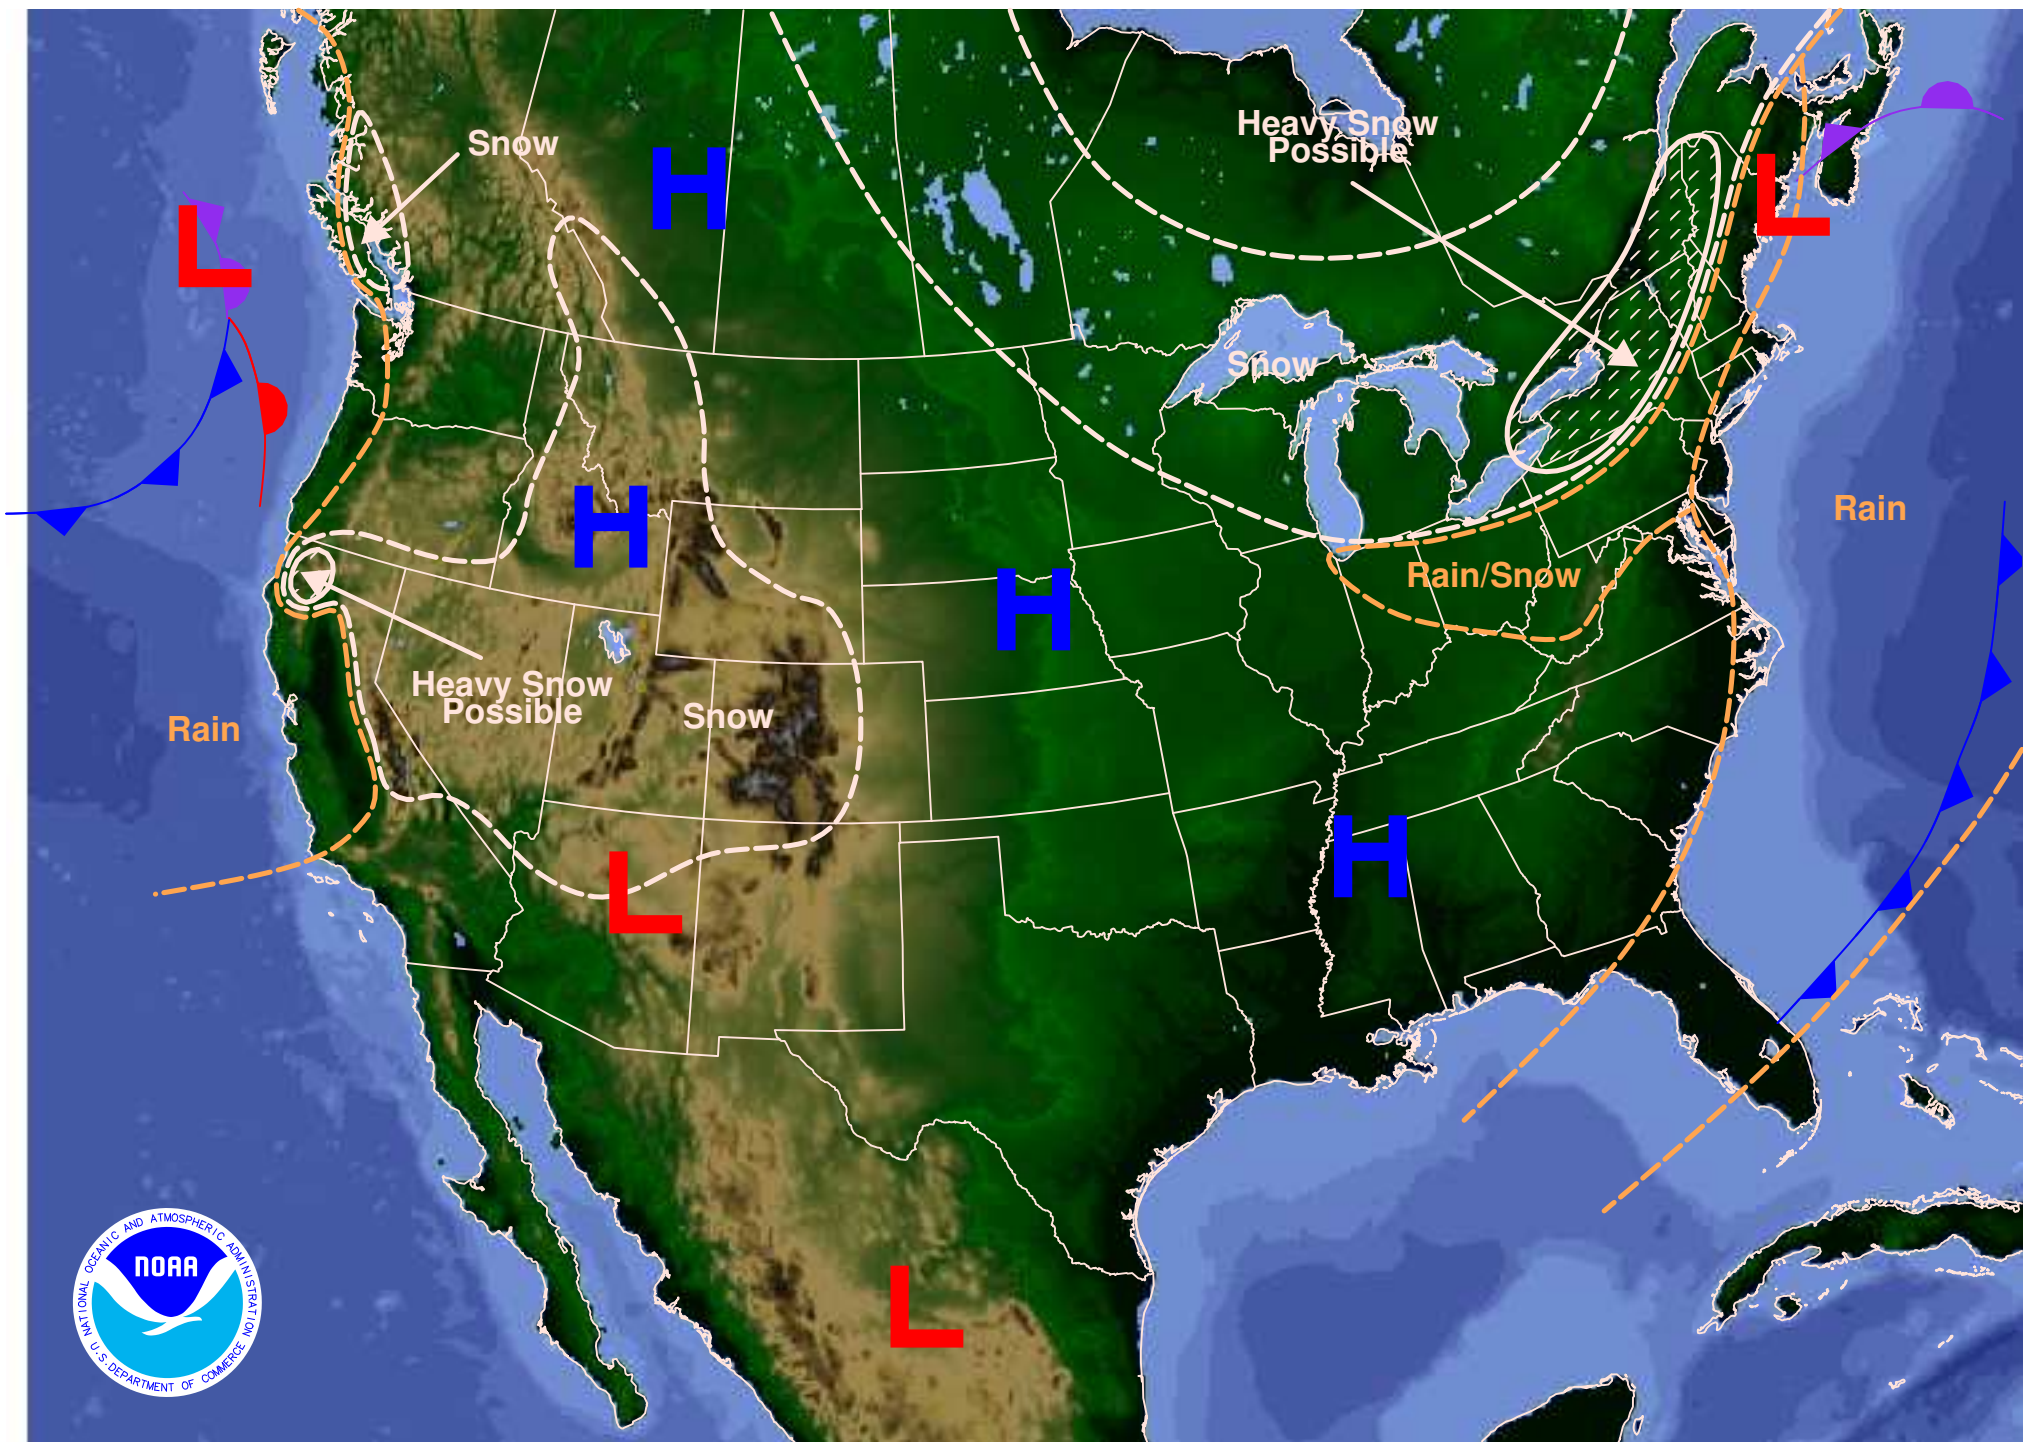 Heavy Snow
Possible
Snow
H
L
L
Snow
Rain
H
Rain/Snow
H
Heavy Snow
Possible
Snow
Rain
H
L
L
NATIONAL OCEANIC AND ATMOSPHERIC ADMINISTRATION
NOAA
U.S. DEPARTMENT OF COMMERCE